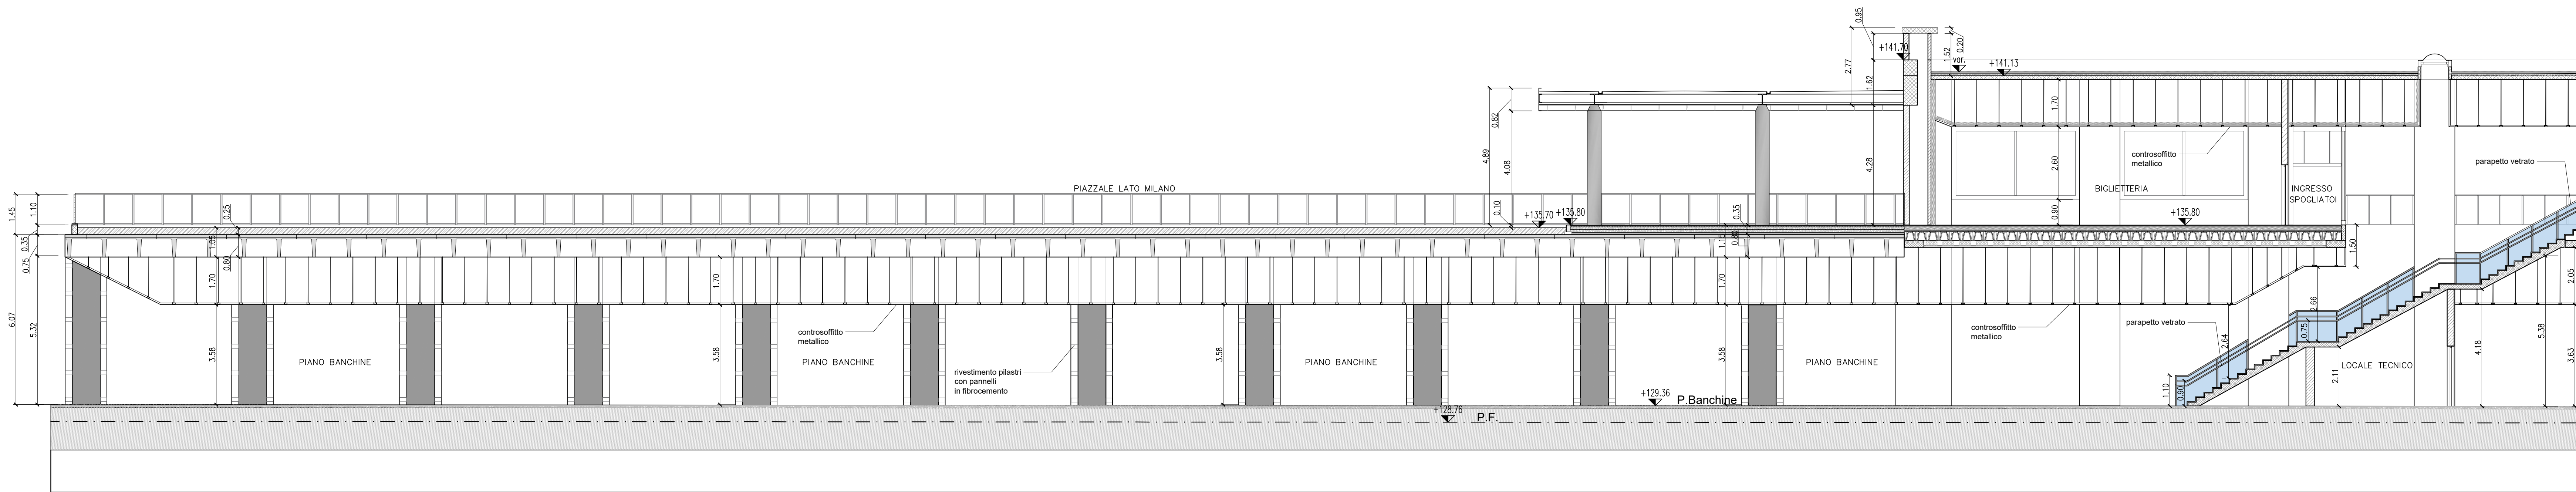 0.95
+141.70
2.77
1.62
1.52
0.20
var.
+141.13
0.82
4.89
4.08
4.28
1.70
2.60
0.90
controsoffitto
metallico
parapetto vetrato
PIAZZALE LATO MILANO
BIGLIETTERIA
INGRESSO
SPOGLIATOI
1.45
1.10
0.25
0.10
+135.70
+135.80
0.35
+135.80
0.35
0.75
1.05
0.80
1.15
0.80
1.50
1.70
1.70
1.70
2.05
6.07
5.32
3.58
3.58
3.58
3.58
controsoffitto
metallico
controsoffitto
metallico
parapetto vetrato
2.66
0.75
2.64
2.11
4.18
5.38
3.63
PIANO BANCHINE
PIANO BANCHINE
PIANO BANCHINE
PIANO BANCHINE
LOCALE TECNICO
rivestimento pilastri
con pannelli
in fibrocemento
1.10
0.90
+129.36
P.Banchine
+128.76
P.F.